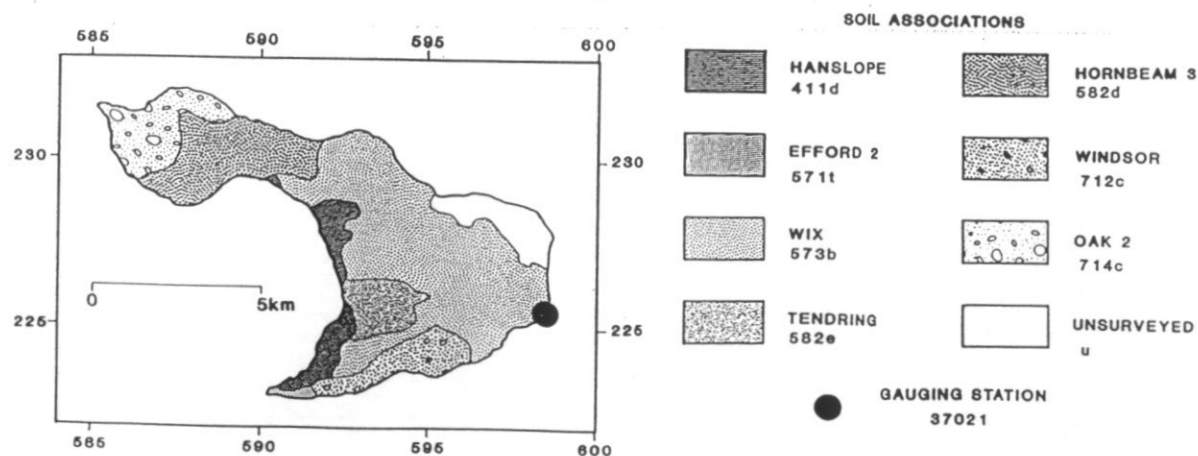 SOIL ASSOCIATIONS
585 590 595 600
230 230
225 225
0 5km
585 590 595 600
HANSLOPE
411d
EFFORD 2
571t
WIX
573b
TENDRING
582e
HORNBEAM 3
582d
WINDSOR
712c
OAK 2
714c
UNSURVEYED
u
GAUGING STATION
37021